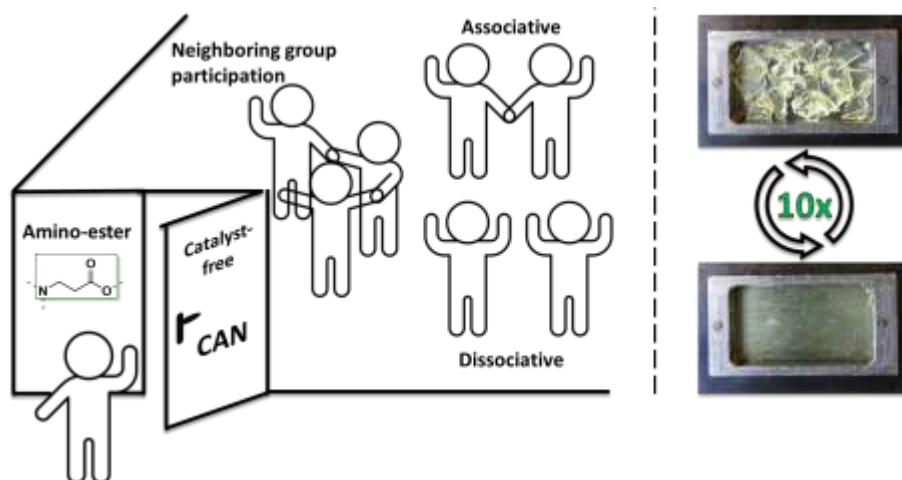 Neighboring group
participation
Associative
Amino-ester
N
O
O
Catalyst-
free
CAN
Dissociative
10x